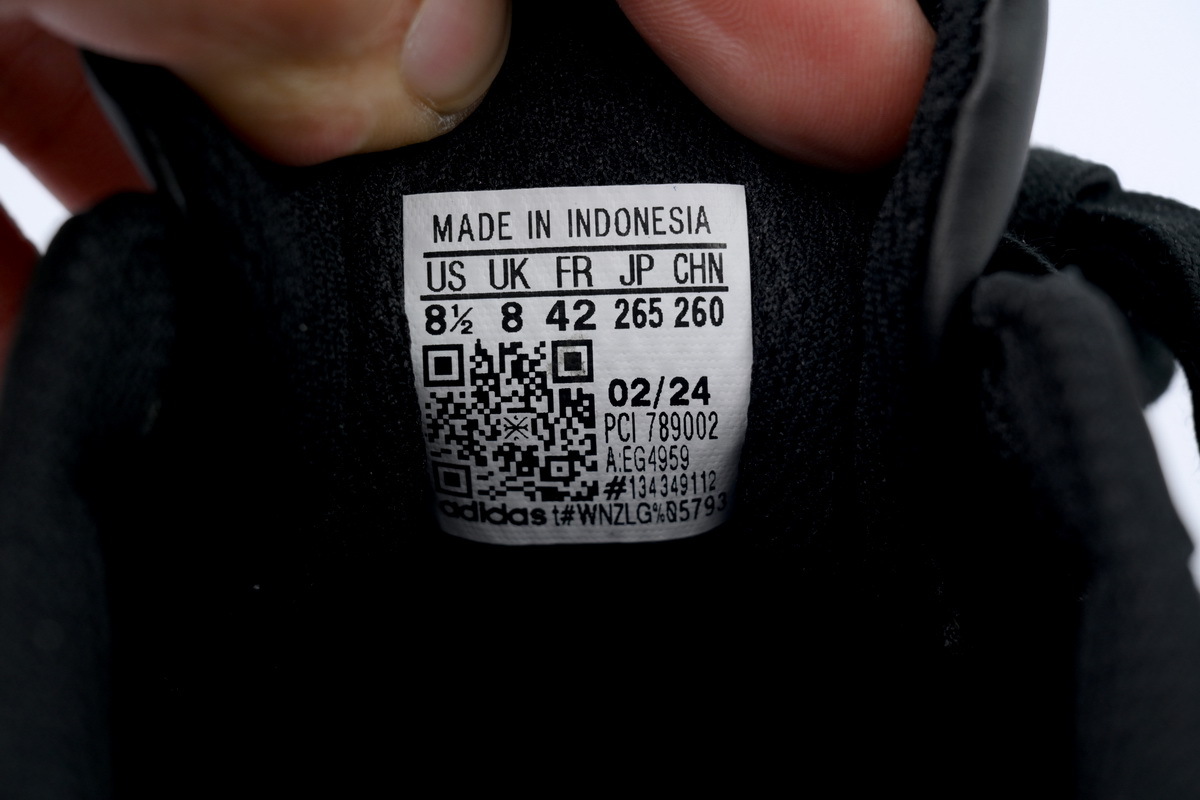 MADE IN INDONESIA
US UK FR JP CHN
8½ 8 42 265 260
02/24
PCI 789002
A:EG4959
#134349112
adidas t#WNZLG%Q5793